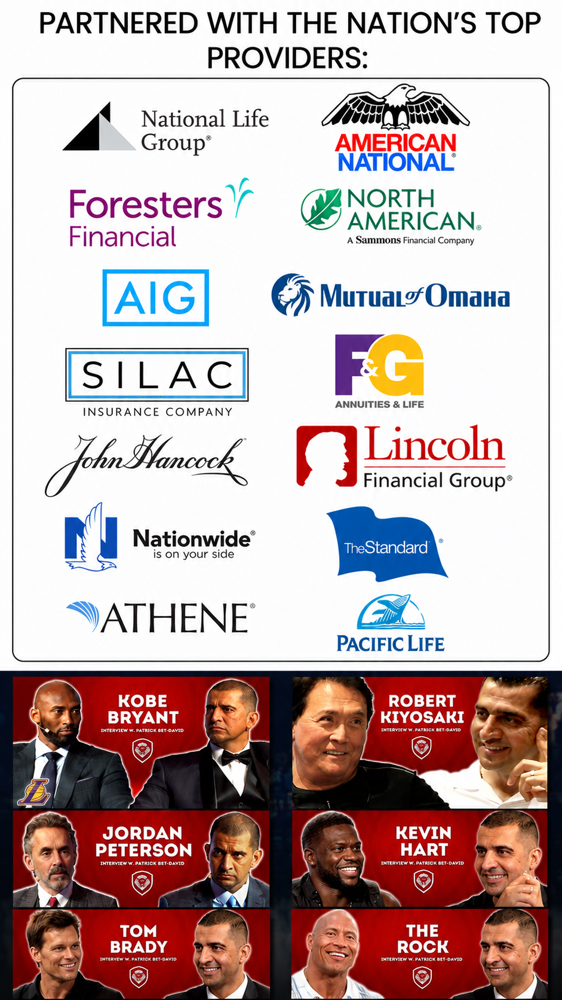 PARTNERED WITH THE NATION'S TOP
PROVIDERS:
National Life
Group®
AMERICAN
NATIONAL®
Foresters
Financial
NORTH
AMERICAN®
A Sammons Financial Company
AIG
Mutual of Omaha
SILAC
INSURANCE COMPANY
F&G
ANNUITIES & LIFE
John Hancock
Lincoln
Financial Group®
N
Nationwide®
is on your side
TheStandard®
ATHENE®
PACIFIC LIFE
KOBE
BRYANT
INTERVIEW W. PATRICK BET-DAVID
L
ROBERT
KIYOSAKI
INTERVIEW W. PATRICK BET-DAVID
JORDAN
PETERSON
INTERVIEW W. PATRICK BET-DAVID
KEVIN
HART
INTERVIEW W. PATRICK BET-DAVID
TOM
BRADY
INTERVIEW W. PATRICK BET-DAVID
THE
ROCK
INTERVIEW W. PATRICK BET-DAVID